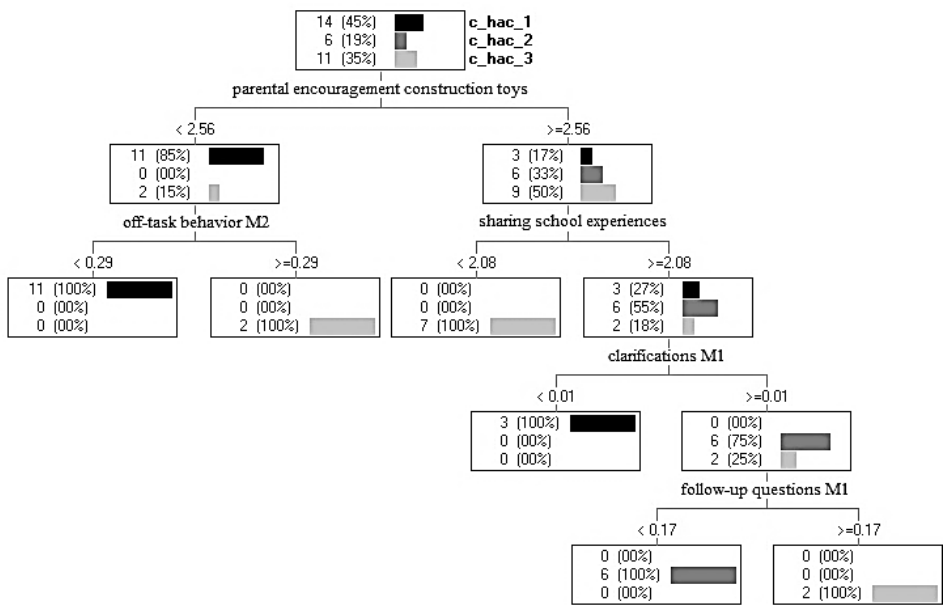 14 (45%) c_hac_1
6 (19%) c_hac_2
11 (35%) c_hac_3
parental encouragement construction toys
< 2.56 >=2.56
11 (85%) 3 (17%)
0 (00%) 6 (33%)
2 (15%) 9 (50%)
off-task behavior M2 sharing school experiences
< 0.29 >=0.29 < 2.08 >=2.08
11 (100%) 0 (00%) 0 (00%) 3 (27%)
0 (00%) 0 (00%) 0 (00%) 6 (55%)
0 (00%) 2 (100%) 7 (100%) 2 (18%)
clarifications M1
< 0.01 >=0.01
3 (100%) 0 (00%)
0 (00%) 6 (75%)
0 (00%) 2 (25%)
follow-up questions M1
< 0.17 >=0.17
0 (00%) 0 (00%)
6 (100%) 0 (00%)
0 (00%) 2 (100%)